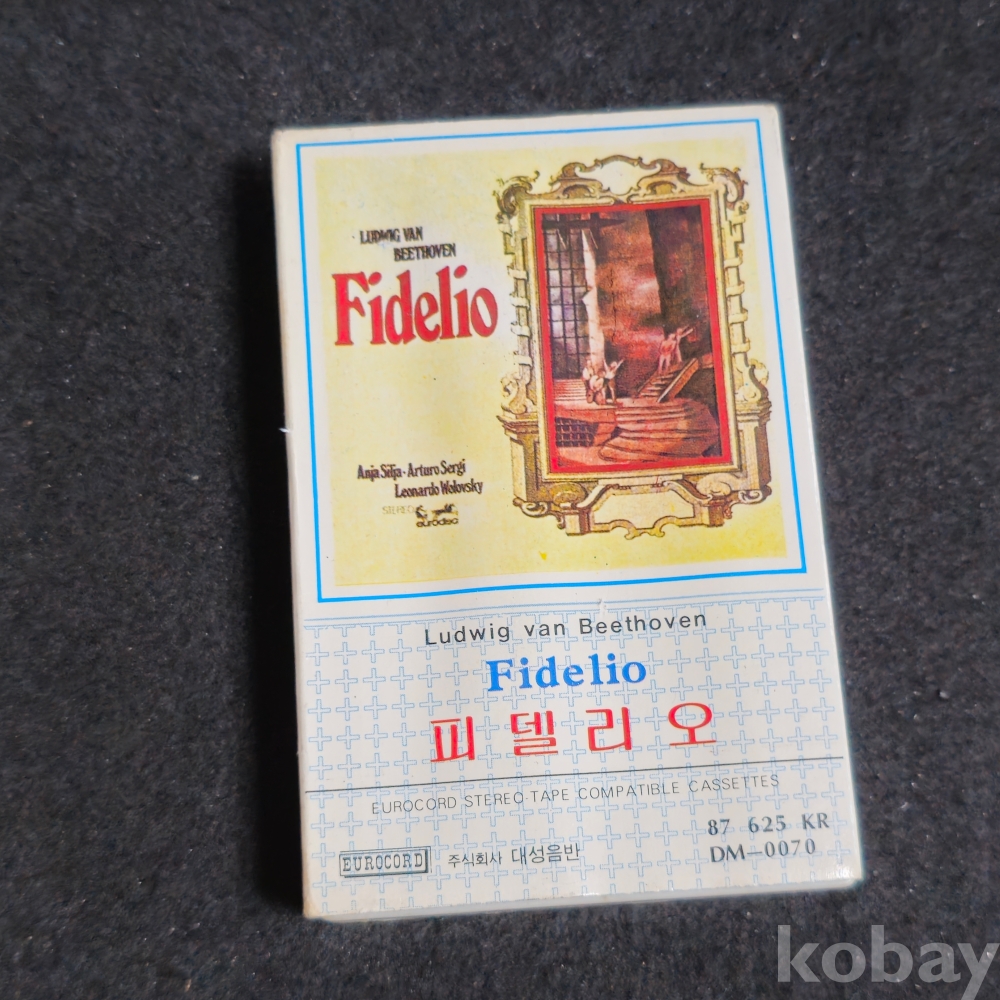 LUDWIG VAN
BEETHOVEN
Fidelio
Anja Silja · Arturo Sergi
Leonardo Wolovsky
STEREO
eurodisc
Ludwig van Beethoven
Fidelio
피델리오
EUROCORD STEREO-TAPE COMPATIBLE CASSETTES
87 625 KR
EUROCORD 주식회사 대성음반 DM-0070
kobay